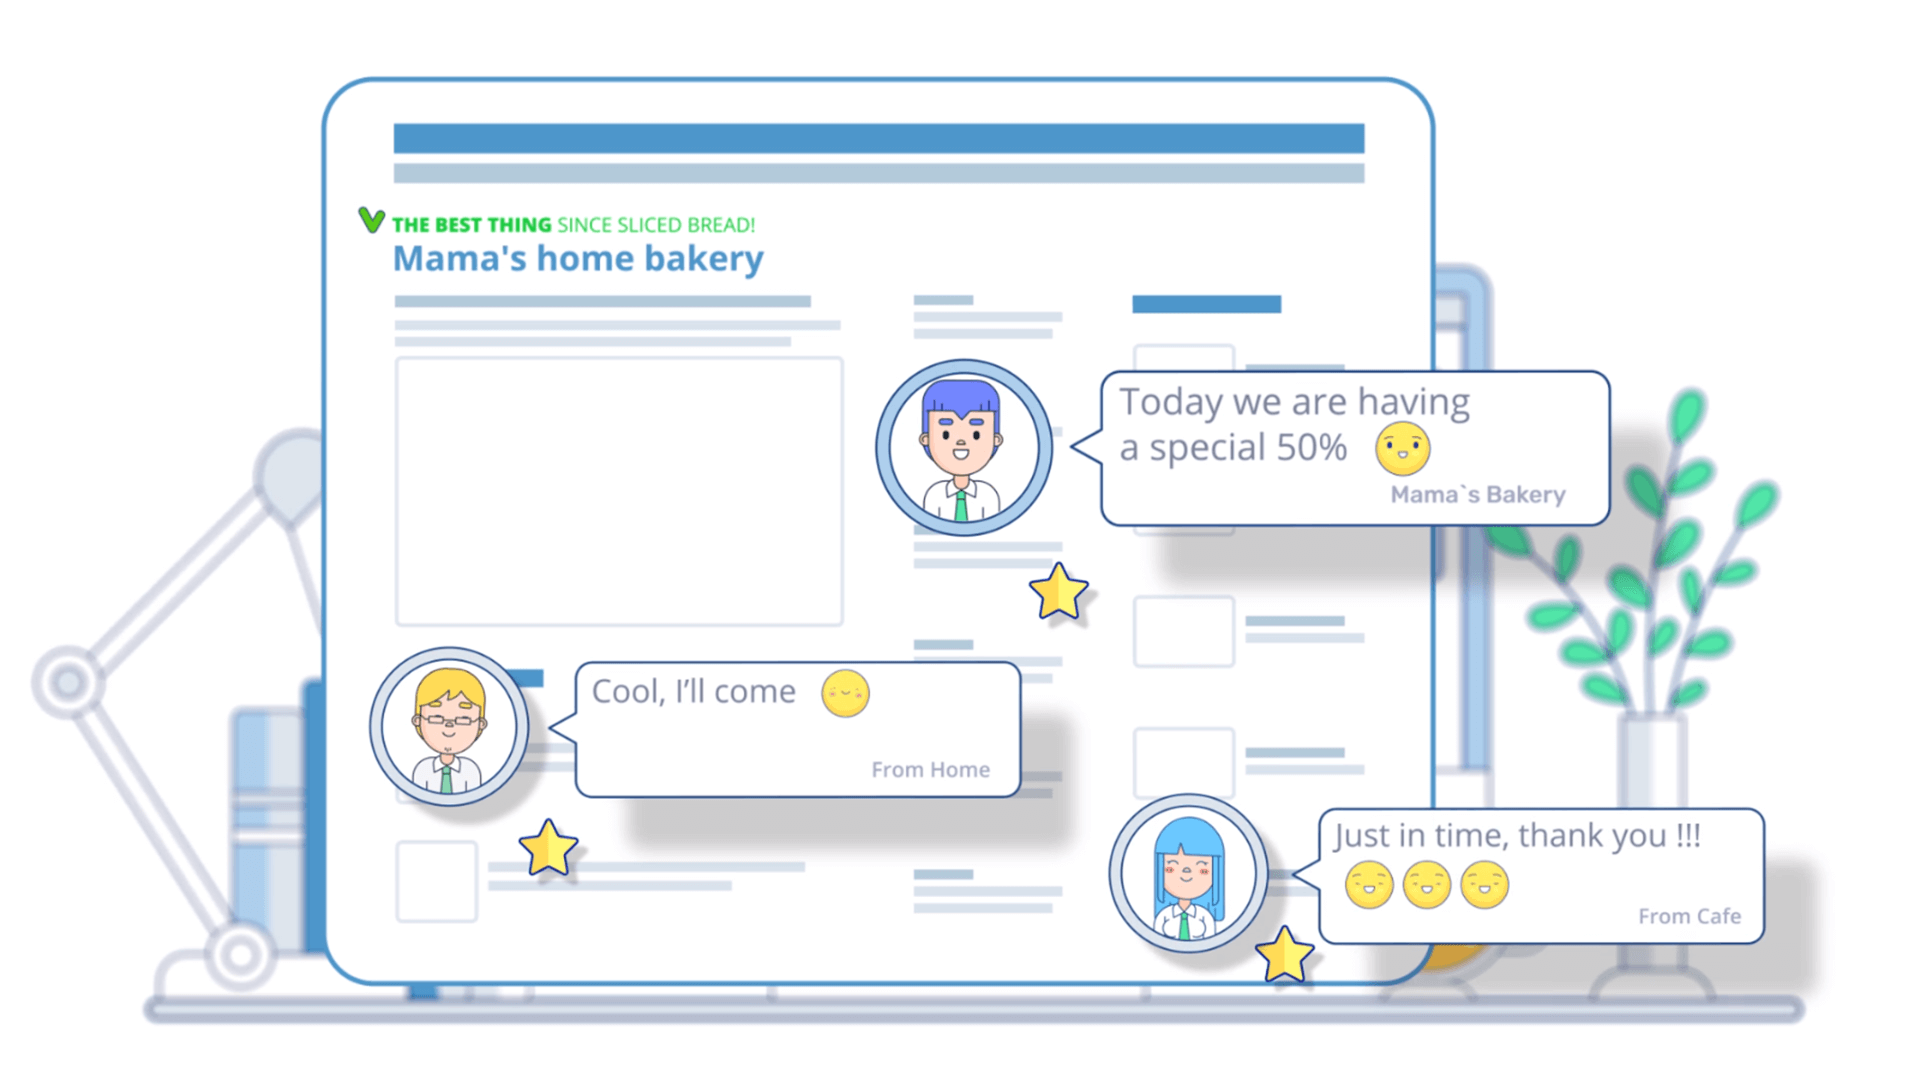 THE BEST THING SINCE SLICED BREAD!
Mama's home bakery
Today we are having
a special 50%
Mama`s Bakery
Cool, I’ll come
From Home
Just in time, thank you !!!
From Cafe